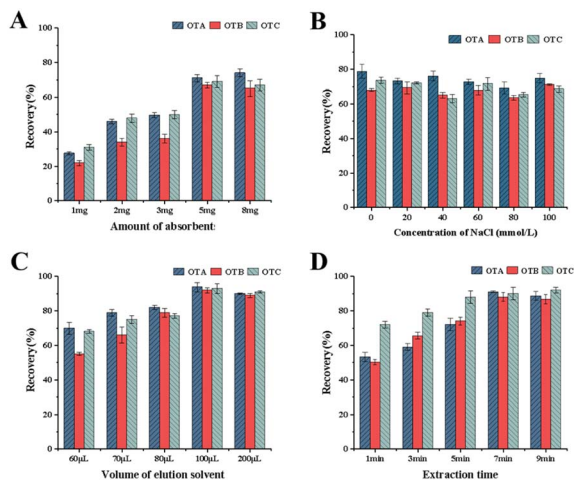 A
OTA OTB OTC
Recovery(%)
100
80
60
40
20
0
1mg 2mg 3mg 5mg 8mg
Amount of absorbent:
B
OTA OTB OTC
Recovery(%)
100
80
60
40
20
0
0 20 40 60 80 100
Concentration of NaCl (mmol/L)
C
OTA OTB OTC
Recovery(%)
100
80
60
40
20
0
60μL 70μL 80μL 100μL 200μL
Volume of elution solvent
D
OTA OTB OTC
Recovery(%)
100
80
60
40
20
0
1min 3min 5min 7min 9min
Extraction time